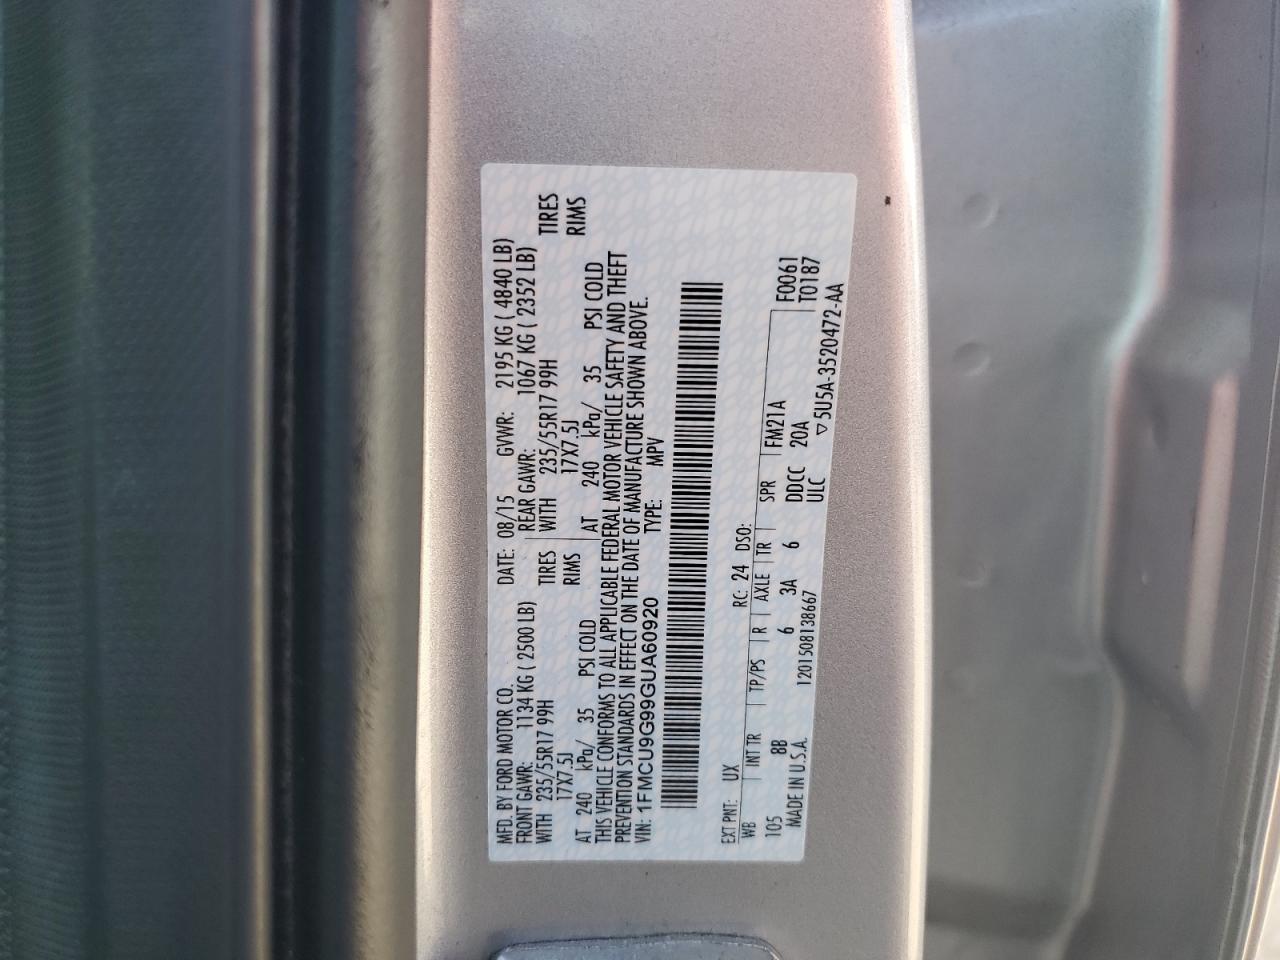 MFD. BY FORD MOTOR CO. DATE: 08/15 GVWR: 2195 KG ( 4840 LB)
FRONT GAWR: 1134 KG ( 2500 LB) REAR GAWR: 1067 KG ( 2352 LB)
WITH 235/55R17 99H TIRES WITH 235/55R17 99H TIRES
17X7.5J RIMS 17X7.5J RIMS
AT 240 kPa/ 35 PSI COLD AT 240 kPa/ 35 PSI COLD
THIS VEHICLE CONFORMS TO ALL APPLICABLE FEDERAL MOTOR VEHICLE SAFETY AND THEFT
PREVENTION STANDARDS IN EFFECT ON THE DATE OF MANUFACTURE SHOWN ABOVE.
VIN: 1FMCU9G99GUA60920 TYPE: MPV
EXT PNT: UX RC: 24 DSO:
WB INT TR TP/PS R AXLE TR SPR FM21A F0061
105 8B 6 3A 6 DDCC 20A T0187
MADE IN U.S.A. 1201508138667 ULC ▽5U5A-3520472-AA